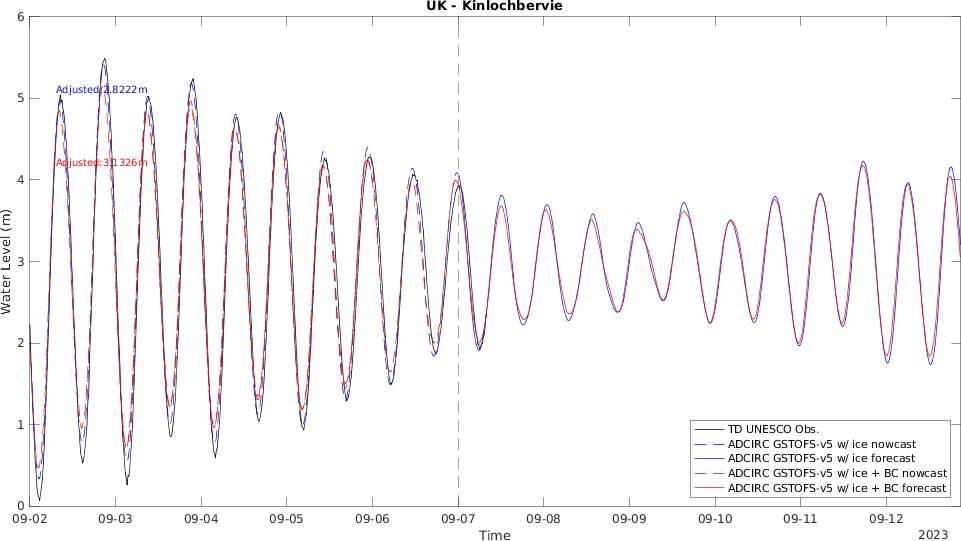 UK - Kinlochbervie
Water Level (m)
6
5
4
3
2
1
0
Adjusted:2.8222m
Adjusted:3.1326m
TD UNESCO Obs.
ADCIRC GSTOFS-v5 w/ ice nowcast
ADCIRC GSTOFS-v5 w/ ice forecast
ADCIRC GSTOFS-v5 w/ ice + BC nowcast
ADCIRC GSTOFS-v5 w/ ice + BC forecast
09-02 09-03 09-04 09-05 09-06 09-07 09-08 09-09 09-10 09-11 09-12
Time
2023